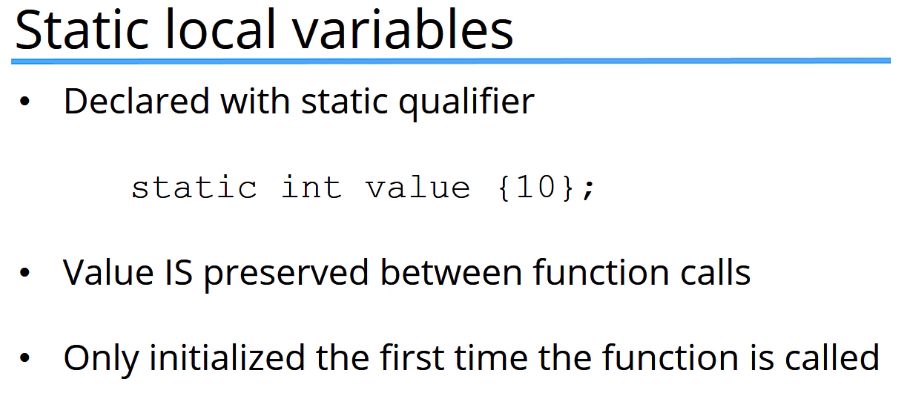 Static local variables
• Declared with static qualifier
static int value {10};
• Value IS preserved between function calls
• Only initialized the first time the function is called